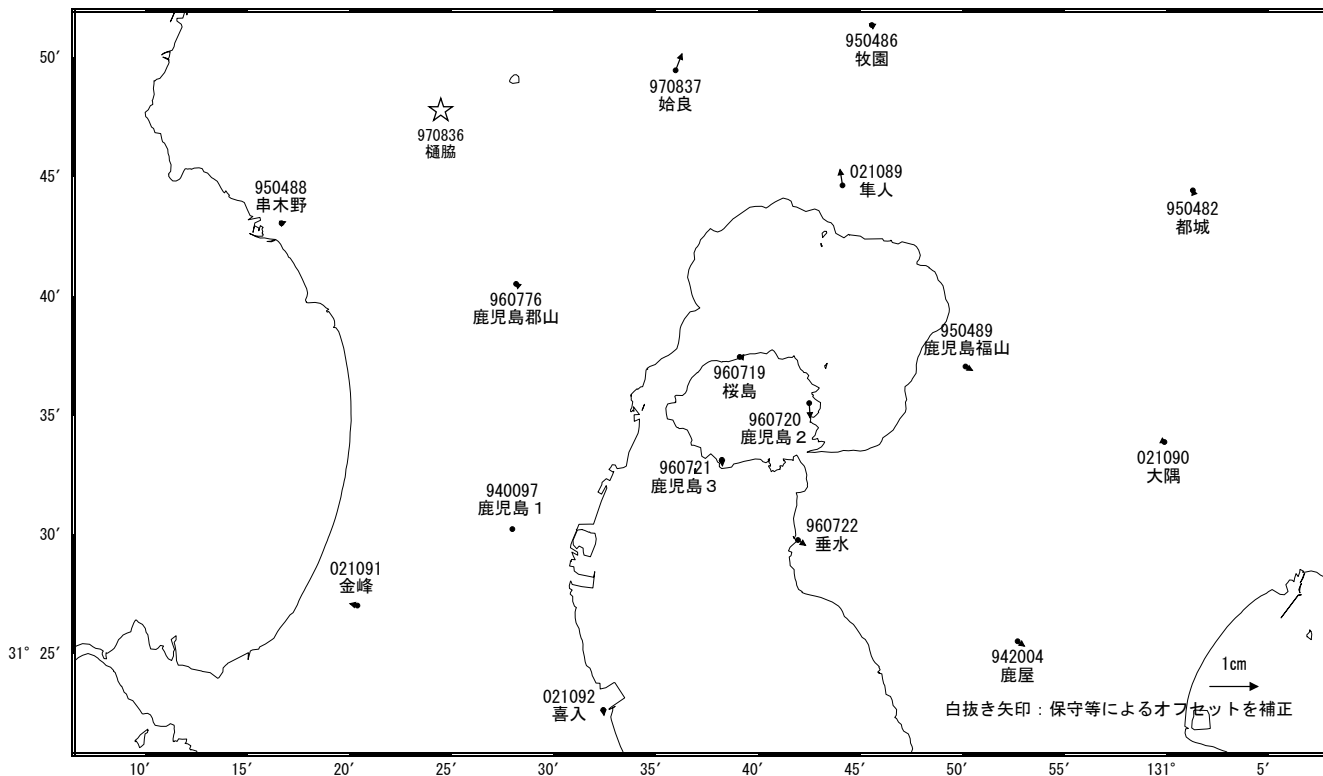 950486
牧園
50′
970837
姶良
970836
樋脇
45′
021089
隼人
950488
串木野
950482
都城
40′
960776
鹿児島郡山
950489
鹿児島福山
960719
桜島
35′
960720
鹿児島２
960721
鹿児島３
021090
大隅
940097
鹿児島１
30′
960722
垂水
021091
金峰
31° 25′
942004
鹿屋
1cm
021092
喜入
白抜き矢印：保守等によるオフセットを補正
10′ 15′ 20′ 25′ 30′ 35′ 40′ 45′ 50′ 55′ 131° 5′